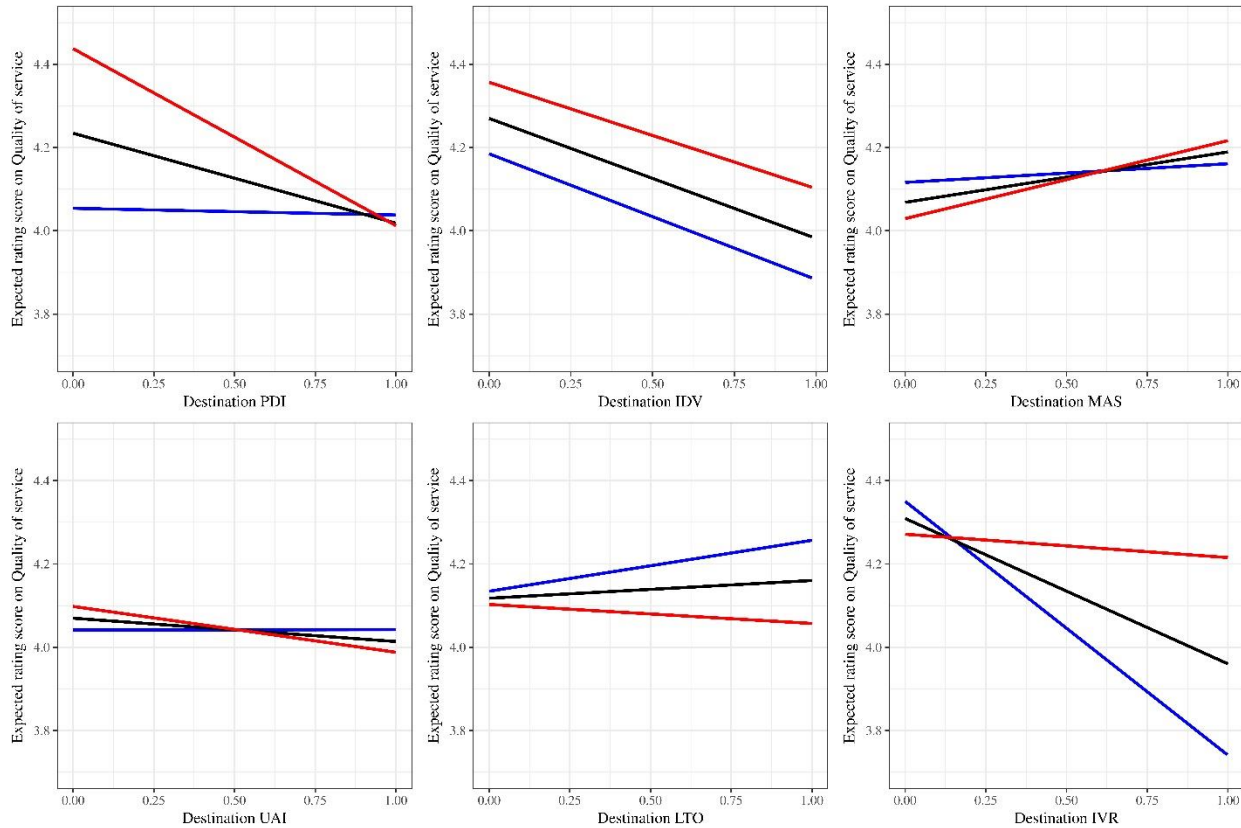 Expected rating score on Quality of service
4.4
4.2
4.0
3.8
0.00 0.25 0.50 0.75 1.00
Destination PDI
Expected rating score on Quality of service
4.4
4.2
4.0
3.8
0.00 0.25 0.50 0.75 1.00
Destination IDV
Expected rating score on Quality of service
4.4
4.2
4.0
3.8
0.00 0.25 0.50 0.75 1.00
Destination MAS
Expected rating score on Quality of service
4.4
4.2
4.0
3.8
0.00 0.25 0.50 0.75 1.00
Destination UAI
Expected rating score on Quality of service
4.4
4.2
4.0
3.8
0.00 0.25 0.50 0.75 1.00
Destination LTO
Expected rating score on Quality of service
4.4
4.2
4.0
3.8
0.00 0.25 0.50 0.75 1.00
Destination IVR